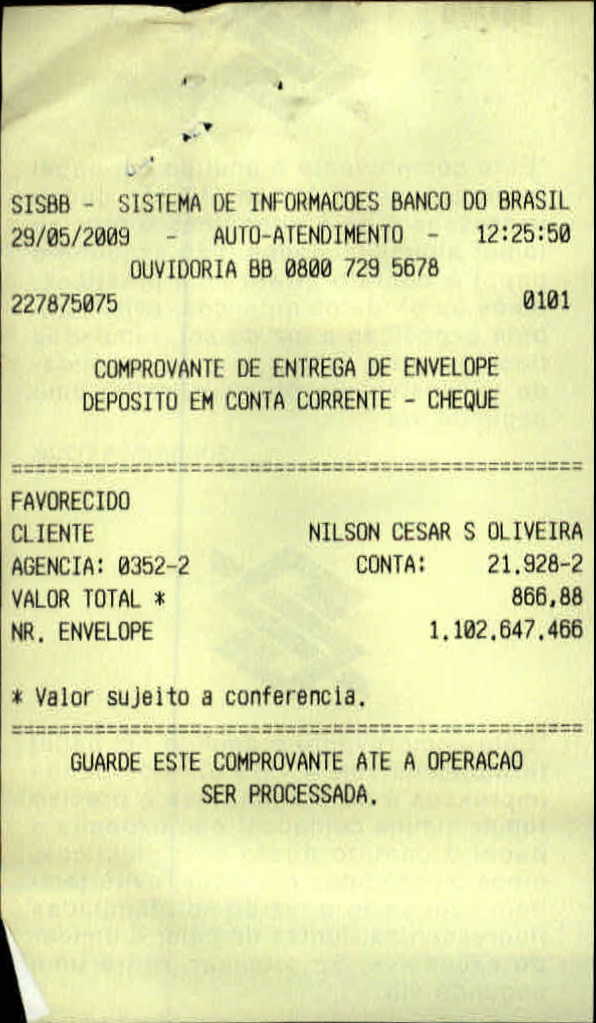 SISBB - SISTEMA DE INFORMACOES BANCO DO BRASIL
29/05/2009 - AUTO-ATENDIMENTO - 12:25:50
OUVIDORIA BB 0800 729 5678
227875075 0101
COMPROVANTE DE ENTREGA DE ENVELOPE
DEPOSITO EM CONTA CORRENTE - CHEQUE
==============================================
FAVORECIDO
CLIENTE NILSON CESAR S OLIVEIRA
AGENCIA: 0352-2 CONTA: 21.928-2
VALOR TOTAL * 866,88
NR. ENVELOPE 1.102.647.466
* Valor sujeito a conferencia.
==============================================
GUARDE ESTE COMPROVANTE ATE A OPERACAO
SER PROCESSADA.